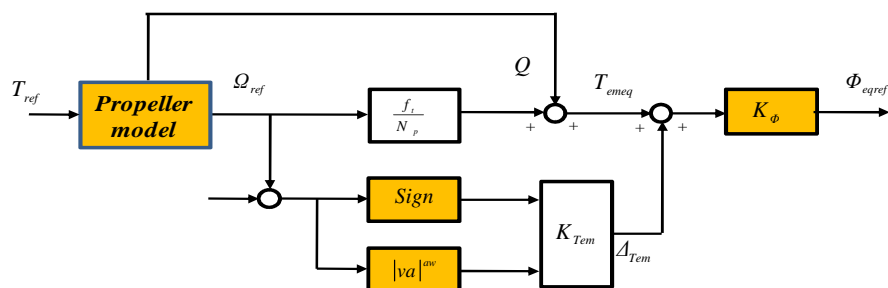 T_ref
Propeller
model
Ω_ref
f_t
N_p
Q
+ +
T_emeq
+ +
K_Φ
Φ_eqref
Sign
|va|^aw
K_Tem
Δ_Tem